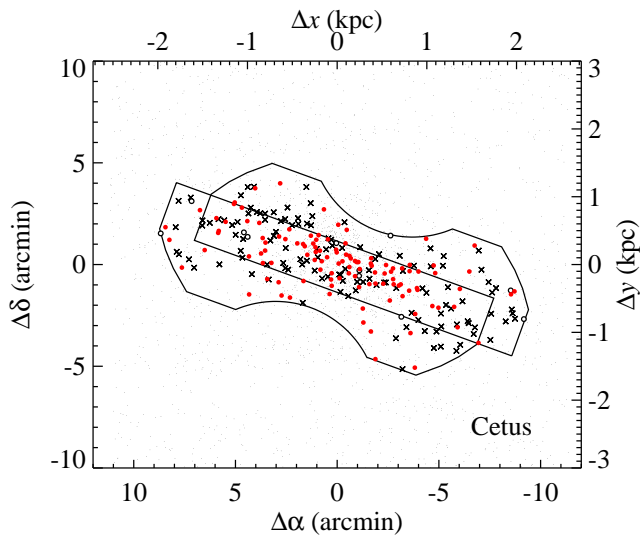 Δx (kpc)
-2 -1 0 1 2
10
5
0
-5
-10
Δδ (arcmin)
3
2
1
0
-1
-2
-3
Δy (kpc)
Cetus
10 5 0 -5 -10
Δα (arcmin)